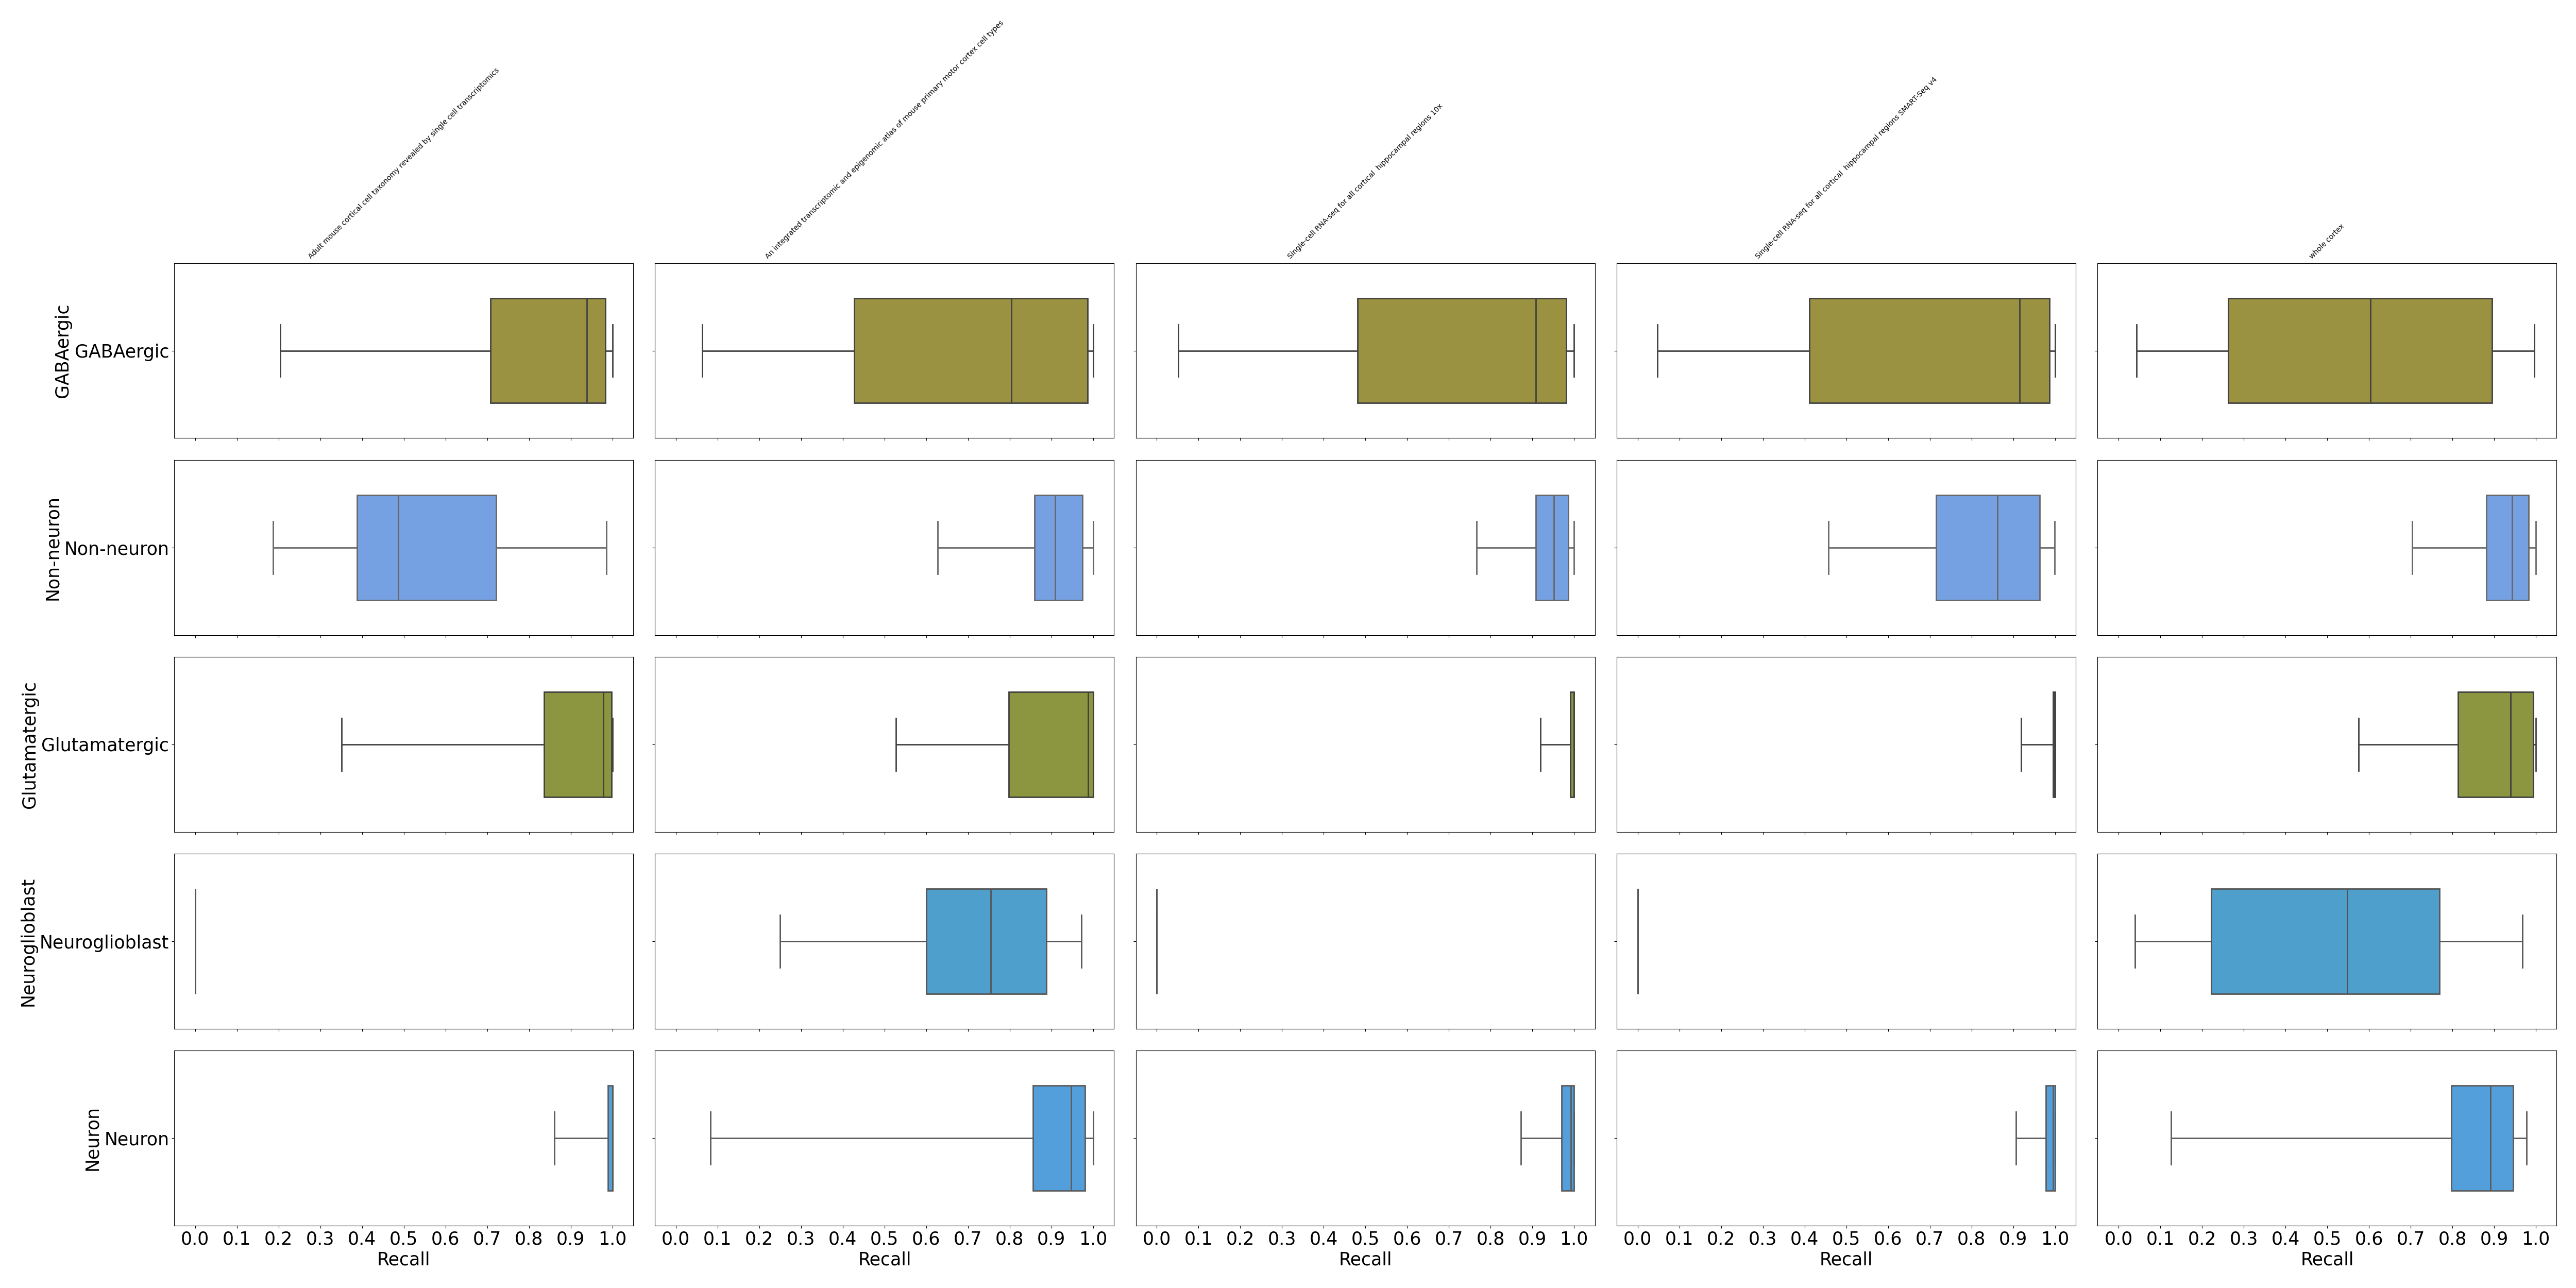 Adult mouse cortical cell taxonomy revealed by single cell transcriptomics
An integrated transcriptomic and epigenomic atlas of mouse primary motor cortex cell types
Single-cell RNA-seq for all cortical  hippocampal regions 10x
Single-cell RNA-seq for all cortical  hippocampal regions SMART-Seq v4
whole cortex
GABAergic
GABAergic
Non-neuron
Non-neuron
Glutamatergic
Glutamatergic
Neuroglioblast
Neuroglioblast
Neuron
Neuron
0.0 0.1 0.2 0.3 0.4 0.5 0.6 0.7 0.8 0.9 1.0
Recall
0.0 0.1 0.2 0.3 0.4 0.5 0.6 0.7 0.8 0.9 1.0
Recall
0.0 0.1 0.2 0.3 0.4 0.5 0.6 0.7 0.8 0.9 1.0
Recall
0.0 0.1 0.2 0.3 0.4 0.5 0.6 0.7 0.8 0.9 1.0
Recall
0.0 0.1 0.2 0.3 0.4 0.5 0.6 0.7 0.8 0.9 1.0
Recall